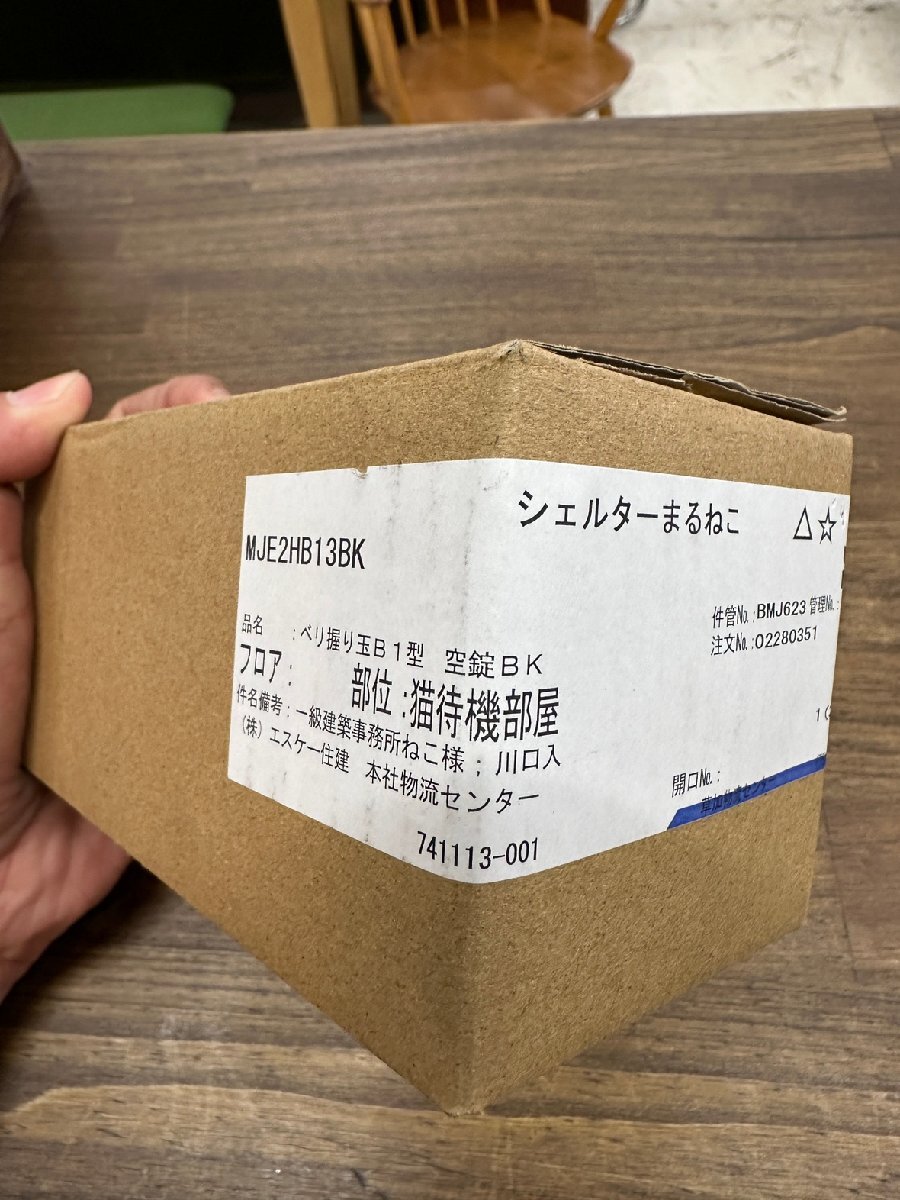 シェルターまるねこ △☆
MJE2HB13BK
件管No.:BMJ623 管理No.:
注文No.:02280351
品名 :ベリ握り玉B1型 空錠BK
フロア: 部位:猫待機部屋
件名備考:一級建築事務所ねこ様;川口入
(株)エスケー住建 本社物流センター
開口No.:
741113-001